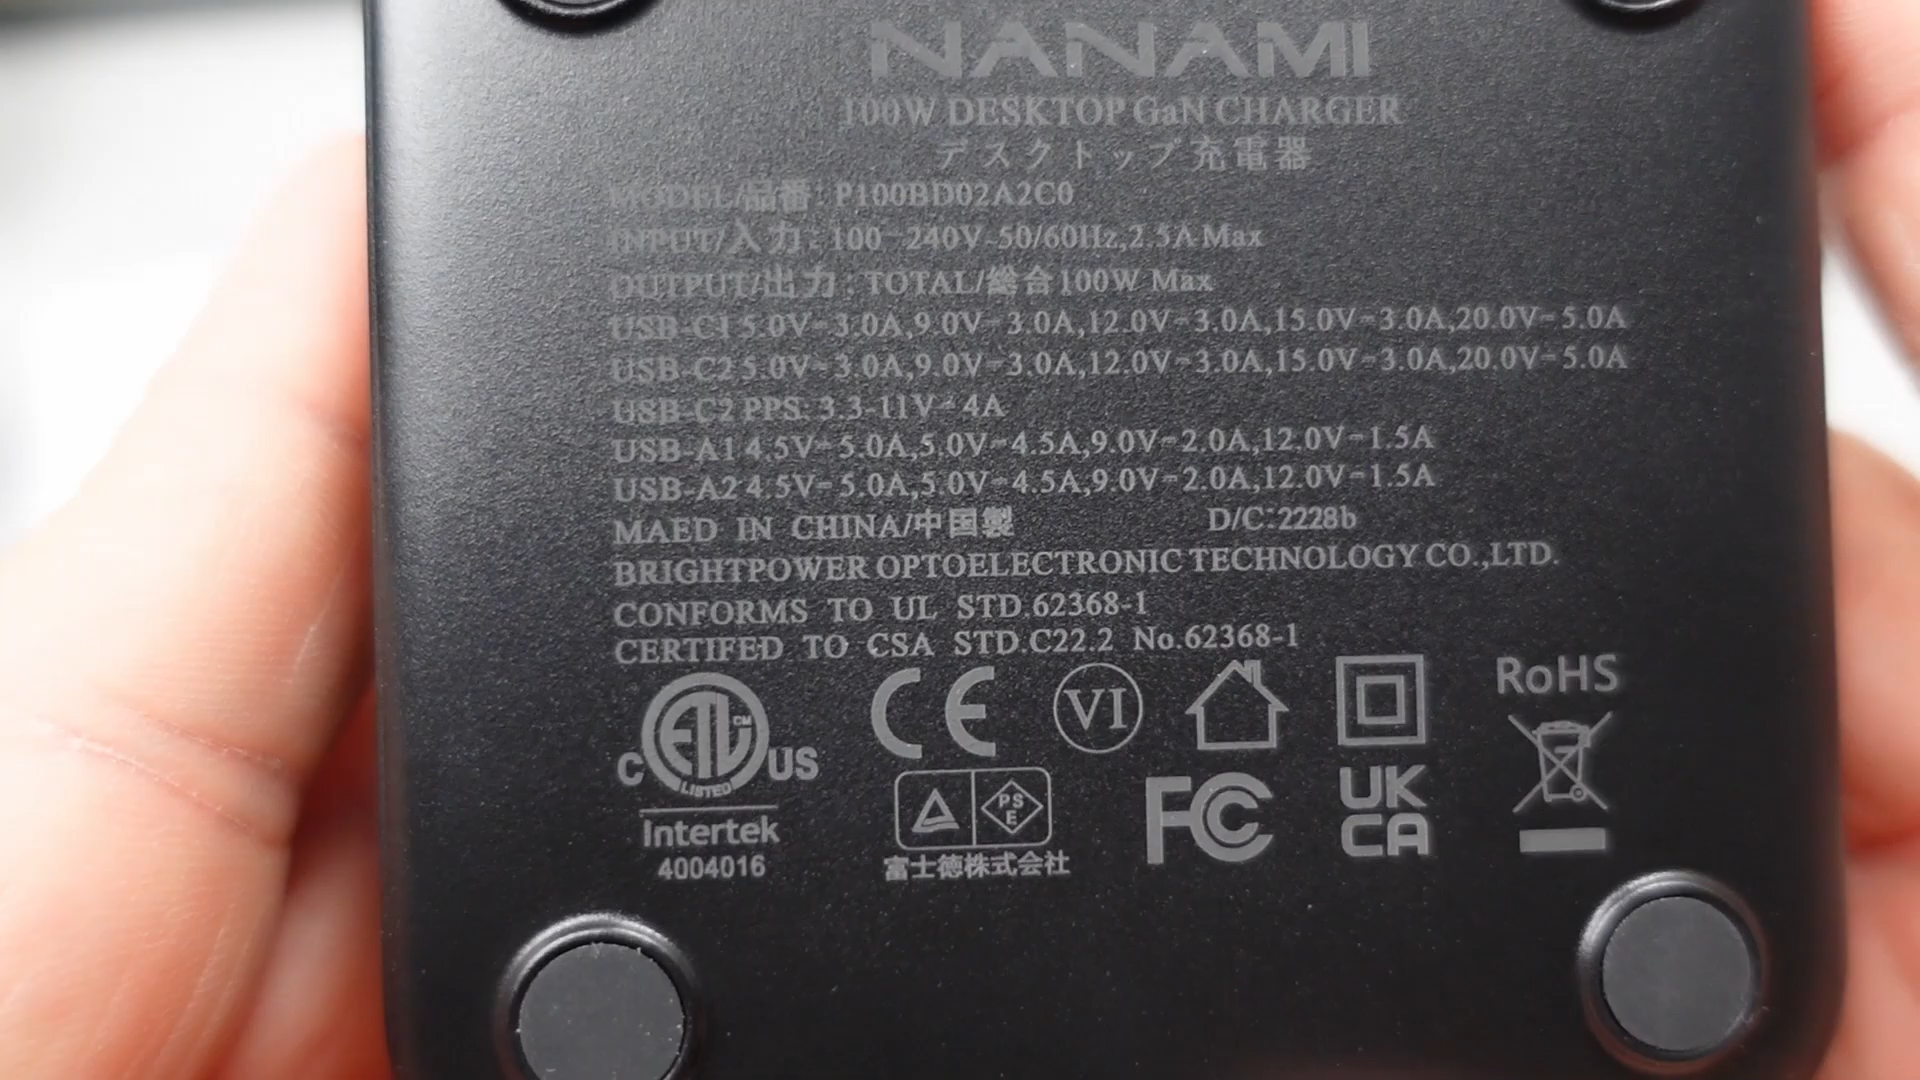 NANAMI
100W DESKTOP GaN CHARGER
デスクトップ充電器
MODEL/品番: P100BD02A2C0
INPUT/入力: 100-240V~50/60Hz,2.5A Max
OUTPUT/出力: TOTAL/総合100W Max
USB-C1 5.0V⎓3.0A,9.0V⎓3.0A,12.0V⎓3.0A,15.0V⎓3.0A,20.0V⎓5.0A
USB-C2 5.0V⎓3.0A,9.0V⎓3.0A,12.0V⎓3.0A,15.0V⎓3.0A,20.0V⎓5.0A
USB-C2 PPS: 3.3-11V⎓4A
USB-A1 4.5V⎓5.0A,5.0V⎓4.5A,9.0V⎓2.0A,12.0V⎓1.5A
USB-A2 4.5V⎓5.0A,5.0V⎓4.5A,9.0V⎓2.0A,12.0V⎓1.5A
MAED IN CHINA/中国製 D/C:2228b
BRIGHTPOWER OPTOELECTRONIC TECHNOLOGY CO.,LTD.
CONFORMS TO UL STD.62368-1
CERTIFED TO CSA STD.C22.2 No.62368-1
C ETL CM LISTED US
Intertek
4004016
CE VI RoHS
PSE
富士徳株式会社
FC
UK
CA